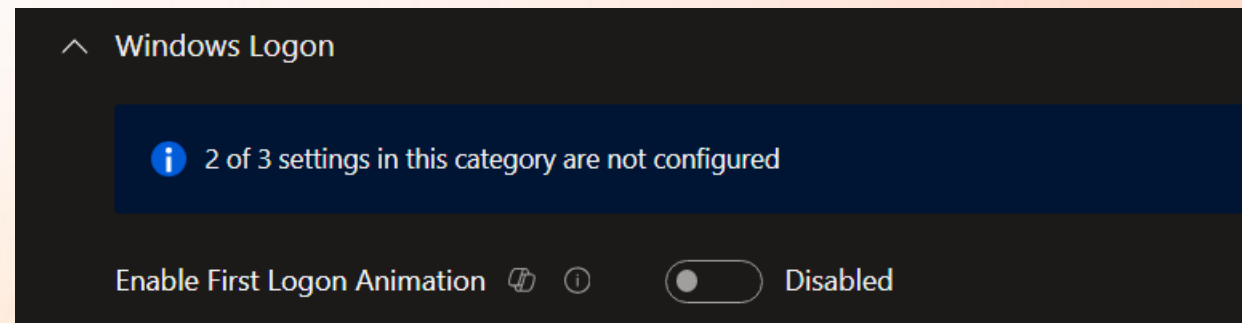 Windows Logon
2 of 3 settings in this category are not configured
Enable First Logon Animation Disabled